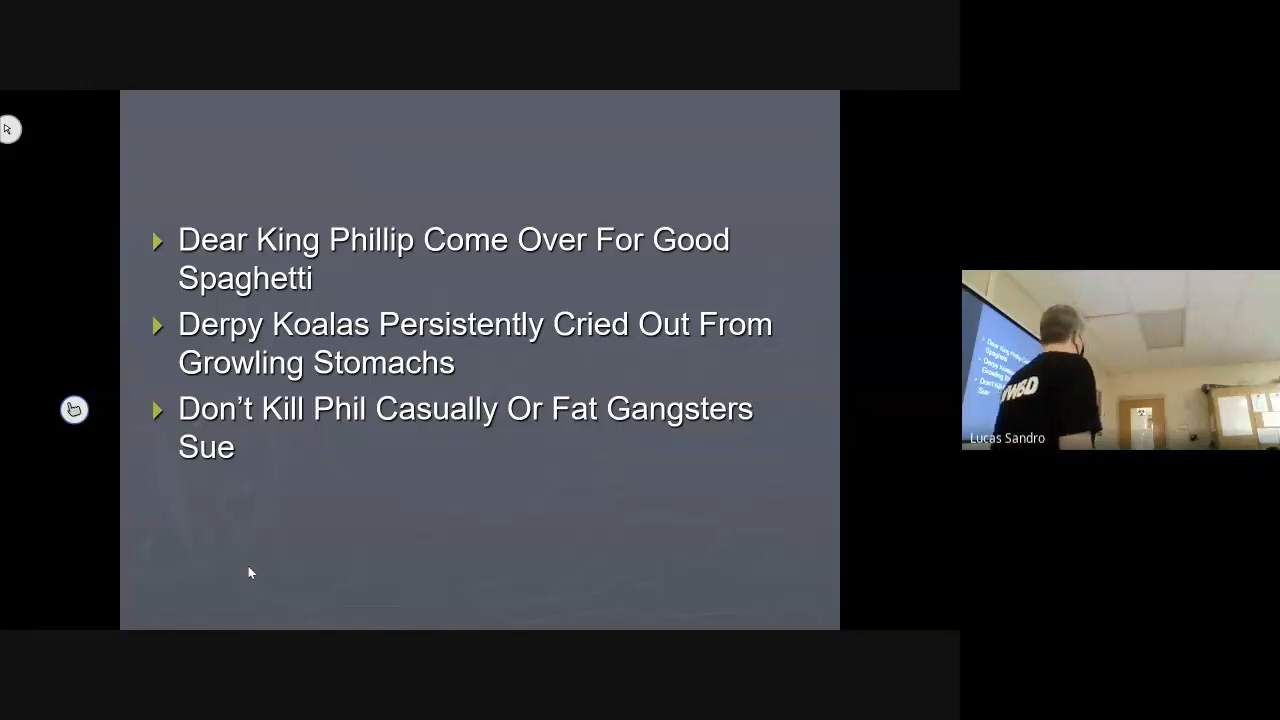 Dear King Phillip Come Over For Good
Spaghetti
Derpy Koalas Persistently Cried Out From
Growling Stomachs
Don't Kill Phil Casually Or Fat Gangsters
Sue
Lucas Sandro